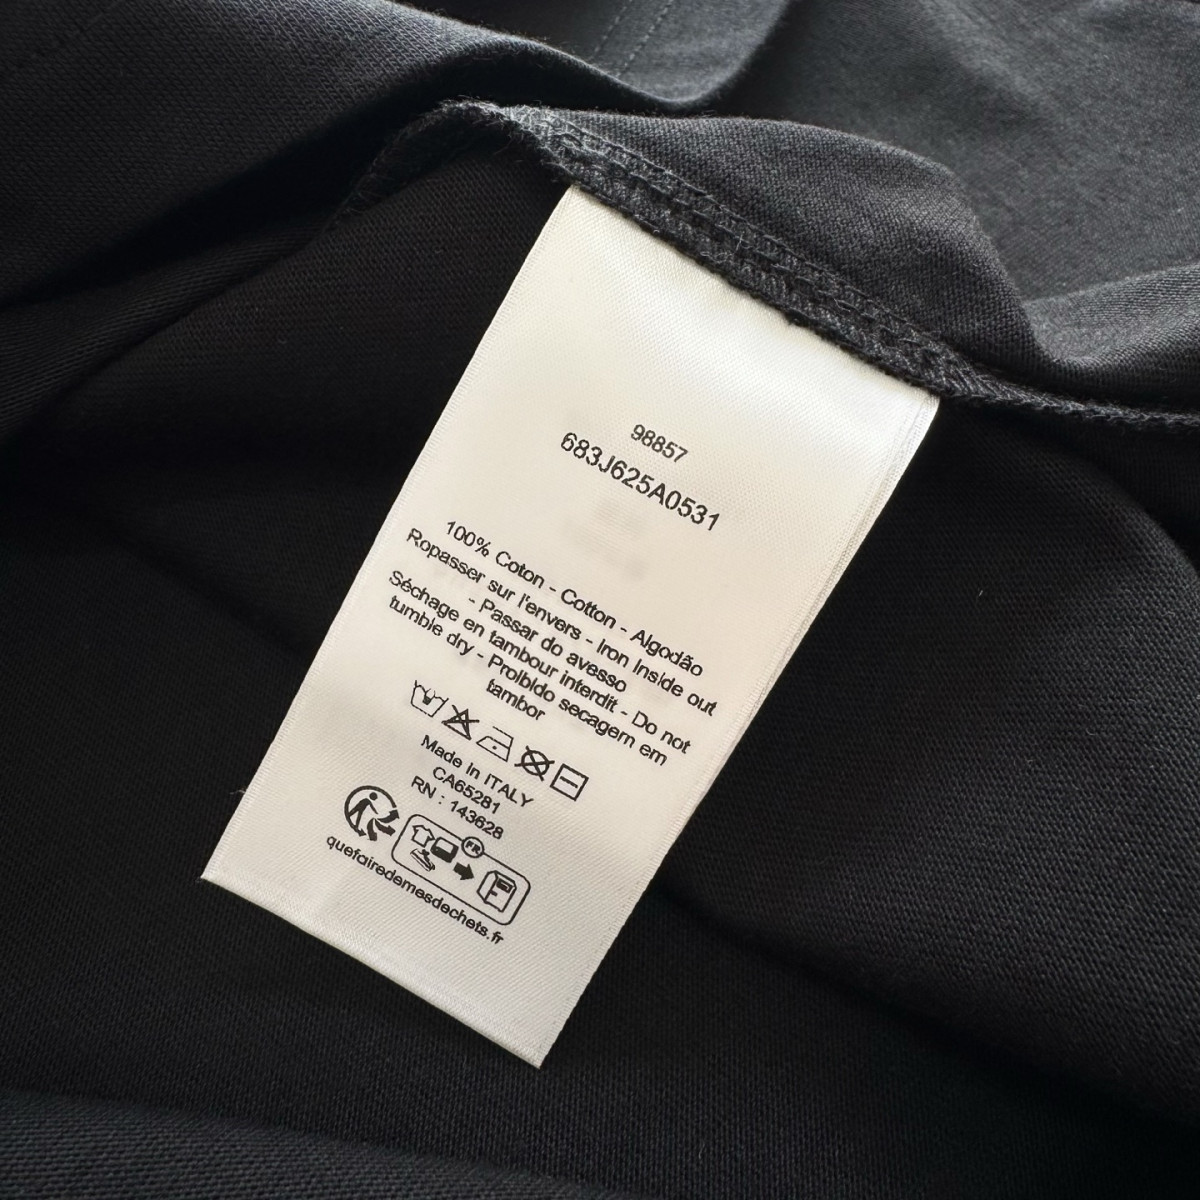 98857
683J625A0531
100% Coton - Cotton - Algodão
Ropasser sur l'envers - Iron Inside out
- Passar do avesso
Séchage en tambour interdit - Do not
tumble dry - Proibido secagem em
tambor
Made in ITALY
CA65281
RN : 143628
FR
quefairedemesdechets.fr